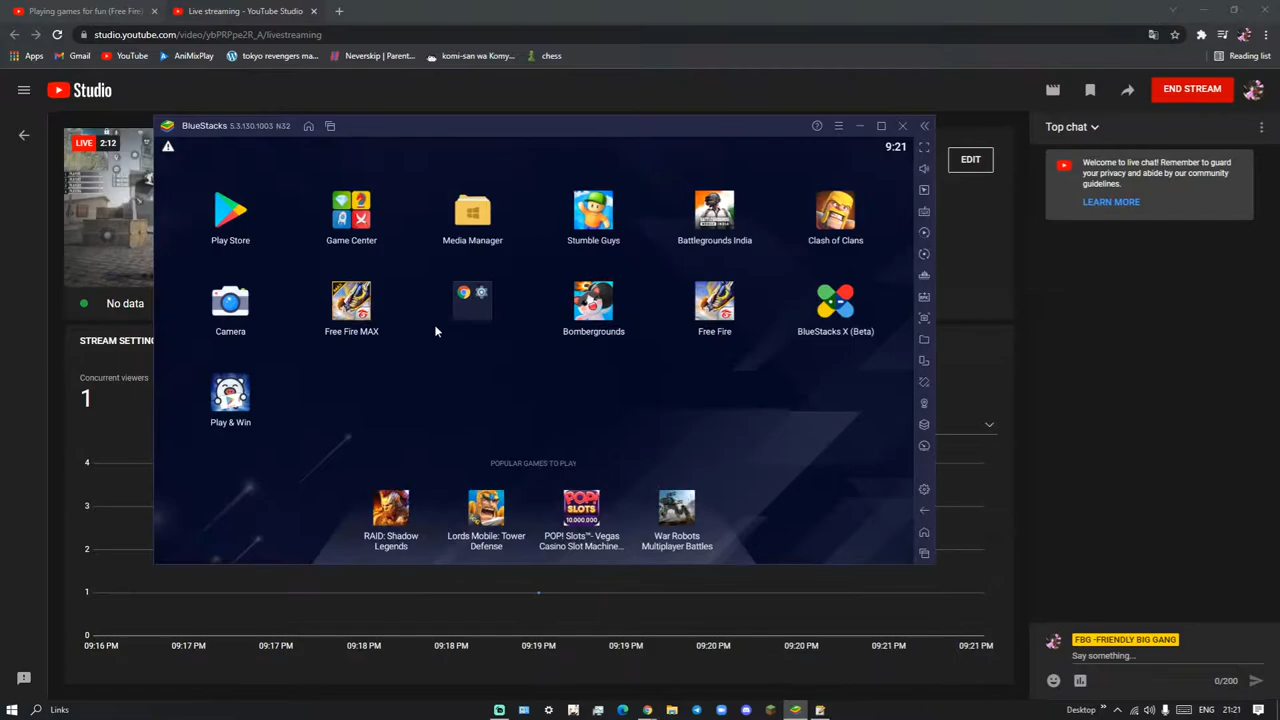 Playing games for fun (Free Fire)
Live streaming - YouTube Studio
studio.youtube.com/video/ybPRPpe2R_A/livestreaming
Apps
Gmail
YouTube
AniMixPlay
tokyo revengers ma...
Neverskip | Parent...
komi-san wa Komy...
chess
Reading list
Studio
END STREAM
BlueStacks 5.3.130.1003 N32
Top chat
LIVE 2:12
9:21
EDIT
Welcome to live chat! Remember to guard
your privacy and abide by our community
guidelines.
LEARN MORE
Play Store
Game Center
Media Manager
Stumble Guys
Battlegrounds India
Clash of Clans
No data
Camera
Free Fire MAX
Bombergrounds
Free Fire
BlueStacks X (Beta)
STREAM SETTING
Concurrent viewers
1
Play & Win
POPULAR GAMES TO PLAY
4
3
2
1
0
POP!
SLOTS
10,000,000
RAID: Shadow
Legends
Lords Mobile: Tower
Defense
POP! Slots™- Vegas
Casino Slot Machine...
War Robots
Multiplayer Battles
09:16 PM
09:17 PM
09:17 PM
09:18 PM
09:18 PM
09:19 PM
09:19 PM
09:20 PM
09:20 PM
09:21 PM
09:21 PM
FBG -FRIENDLY BIG GANG
Say something...
0/200
Links
Desktop
ENG
21:21